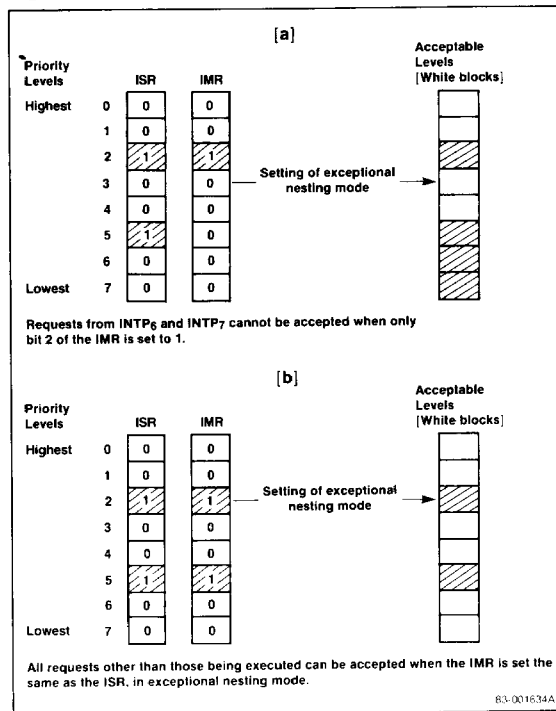 [a]
Priority Levels ISR IMR Acceptable Levels [White blocks]
Highest 0 0 0
1 0 0
2 1 1
3 0 0 Setting of exceptional nesting mode
4 0 0
5 1 0
6 0 0
Lowest 7 0 0
Requests from INTP6 and INTP7 cannot be accepted when only
bit 2 of the IMR is set to 1.
[b]
Priority Levels ISR IMR Acceptable Levels [White blocks]
Highest 0 0 0
1 0 0
2 1 1 Setting of exceptional nesting mode
3 0 0
4 0 0
5 1 1
6 0 0
Lowest 7 0 0
All requests other than those being executed can be accepted when the IMR is set the
same as the ISR, in exceptional nesting mode.
83-001634A